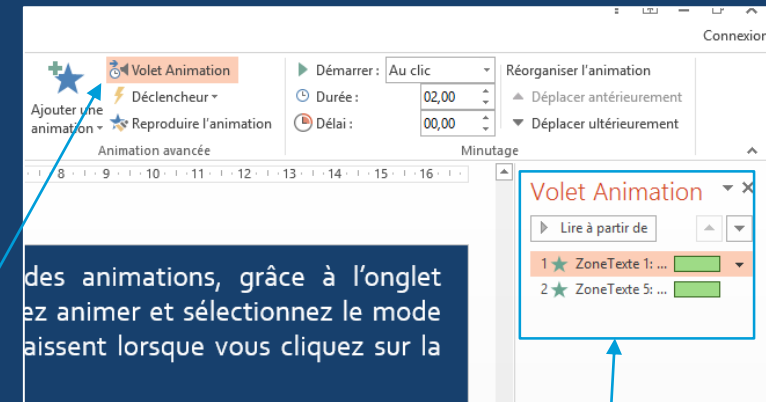 Connexion
Volet Animation
Démarrer : Au clic
Réorganiser l'animation
Ajouter une animation
Déclencheur
Durée : 02,00
Déplacer antérieurement
Reproduire l'animation
Délai : 00,00
Déplacer ultérieurement
Animation avancée
Minutage
8 9 10 11 12 13 14 15 16
Volet Animation
Lire à partir de
1 ZoneTexte 1: ...
2 ZoneTexte 5: ...
des animations, grâce à l'onglet
ez animer et sélectionnez le mode
aissent lorsque vous cliquez sur la